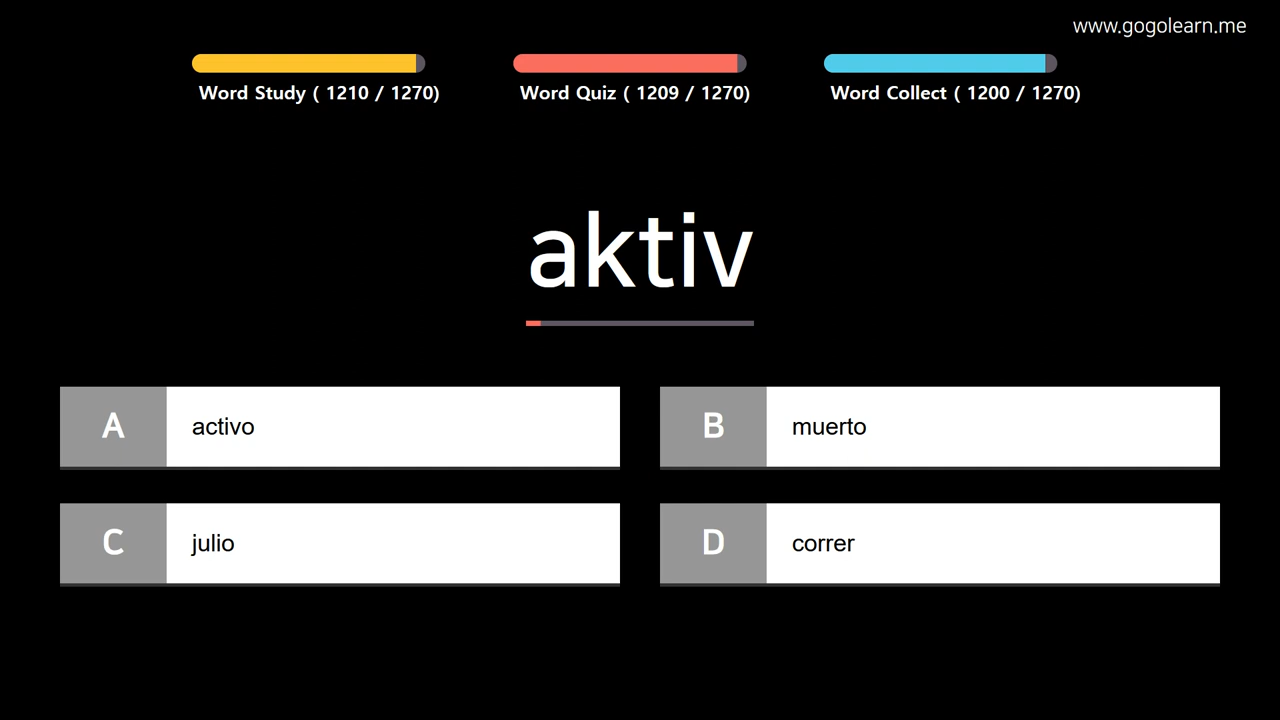 www.gogolearn.me
Word Study ( 1210 / 1270)
Word Quiz ( 1209 / 1270)
Word Collect ( 1200 / 1270)
aktiv
A activo
B muerto
C julio
D correr